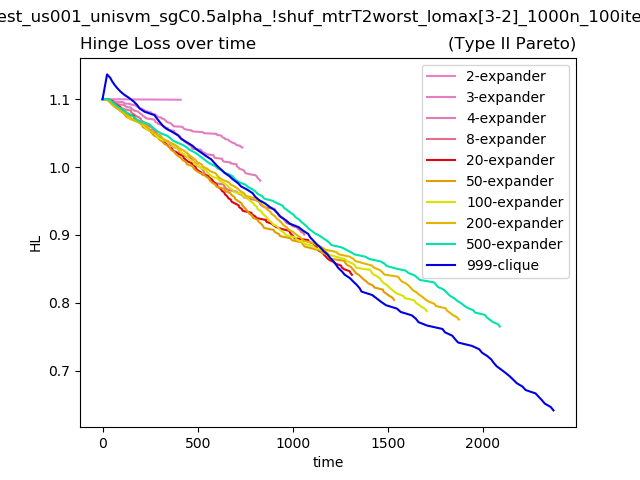 est_us001_unisvm_sgC0.5alpha_!shuf_mtrT2worst_lomax[3-2]_1000n_100ite
Hinge Loss over time (Type II Pareto)
2-expander
3-expander
4-expander
8-expander
20-expander
50-expander
100-expander
200-expander
500-expander
999-clique
1.1
1.0
0.9
0.8
0.7
HL
0 500 1000 1500 2000
time